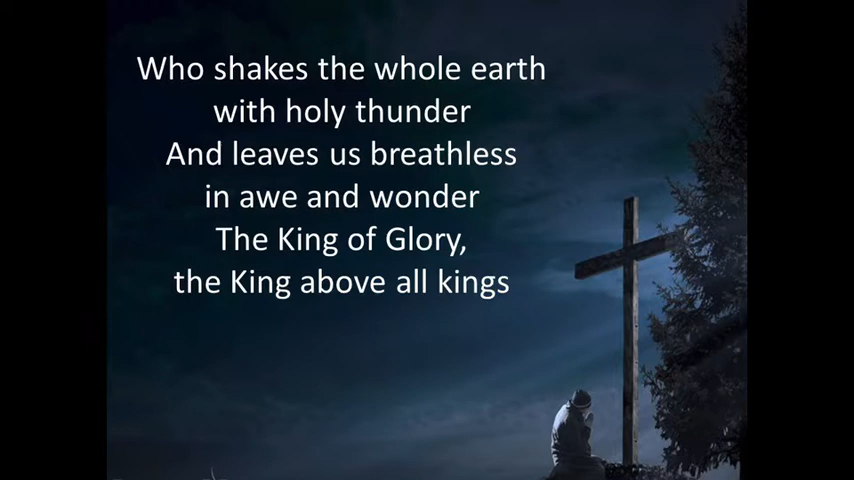 Who shakes the whole earth
with holy thunder
And leaves us breathless
in awe and wonder
The King of Glory,
the King above all kings